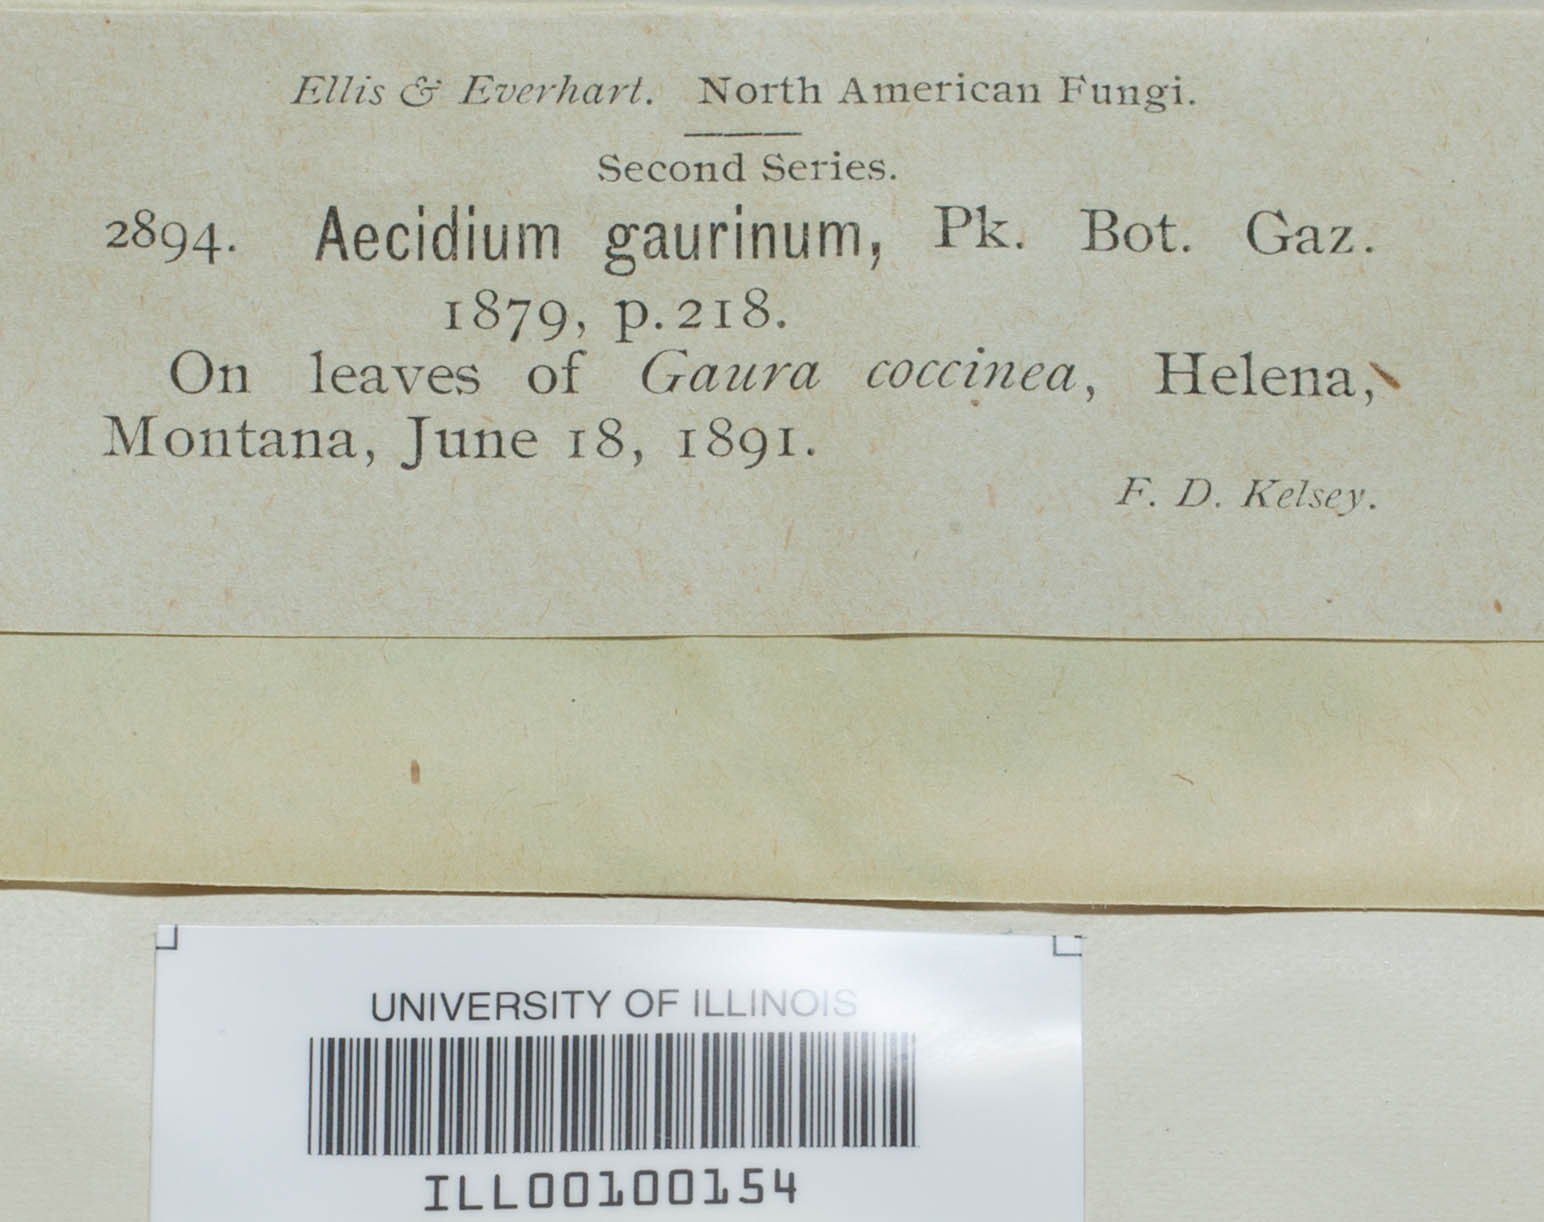 Ellis & Everhart. North American Fungi.
Second Series.
2894. Aecidium gaurinum, Pk. Bot. Gaz.
1879, p. 218.
On leaves of Gaura coccinea, Helena,
Montana, June 18, 1891.
F. D. Kelsey.
UNIVERSITY OF ILLINOIS
ILL00100154